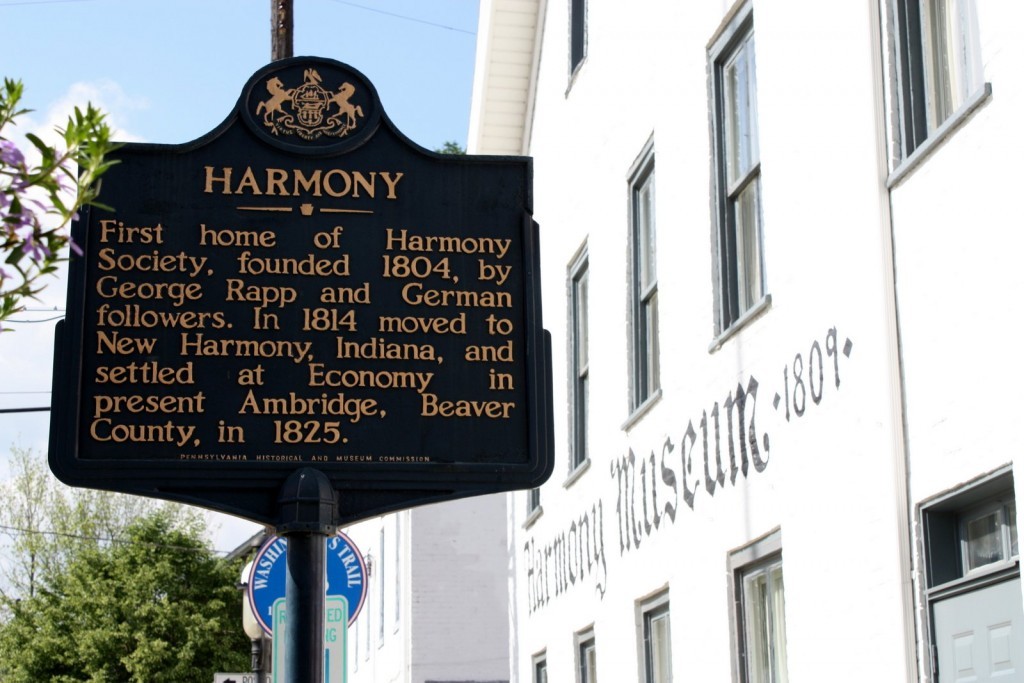 HARMONY
First home of Harmony
Society, founded 1804, by
George Rapp and German
followers. In 1814 moved to
New Harmony, Indiana, and
settled at Economy in
present Ambridge, Beaver
County, in 1825.
PENNSYLVANIA HISTORICAL AND MUSEUM COMMISSION
Harmony Museum · 1809 ·